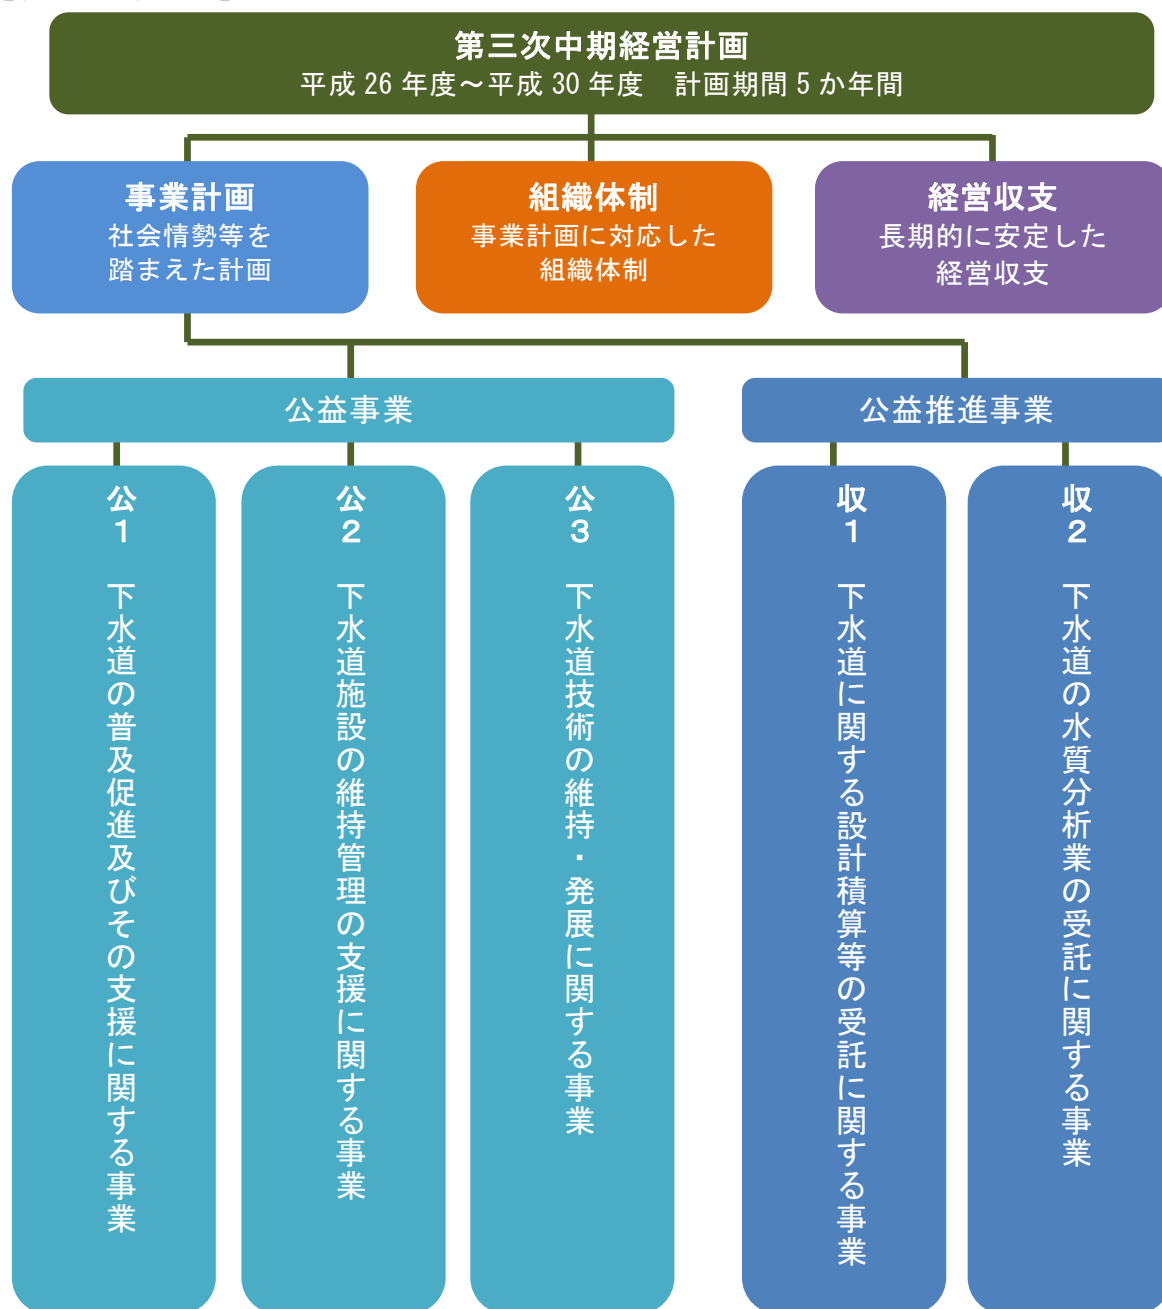 第三次中期経営計画
平成26年度～平成30年度　計画期間5か年間
事業計画
社会情勢等を
踏まえた計画
組織体制
事業計画に対応した
組織体制
経営収支
長期的に安定した
経営収支
公益事業
公益推進事業
公1　下水道の普及促進及びその支援に関する事業
公2　下水道施設の維持管理の支援に関する事業
公3　下水道技術の維持・発展に関する事業
収1　下水道に関する設計積算等の受託に関する事業
収2　下水道の水質分析業の受託に関する事業